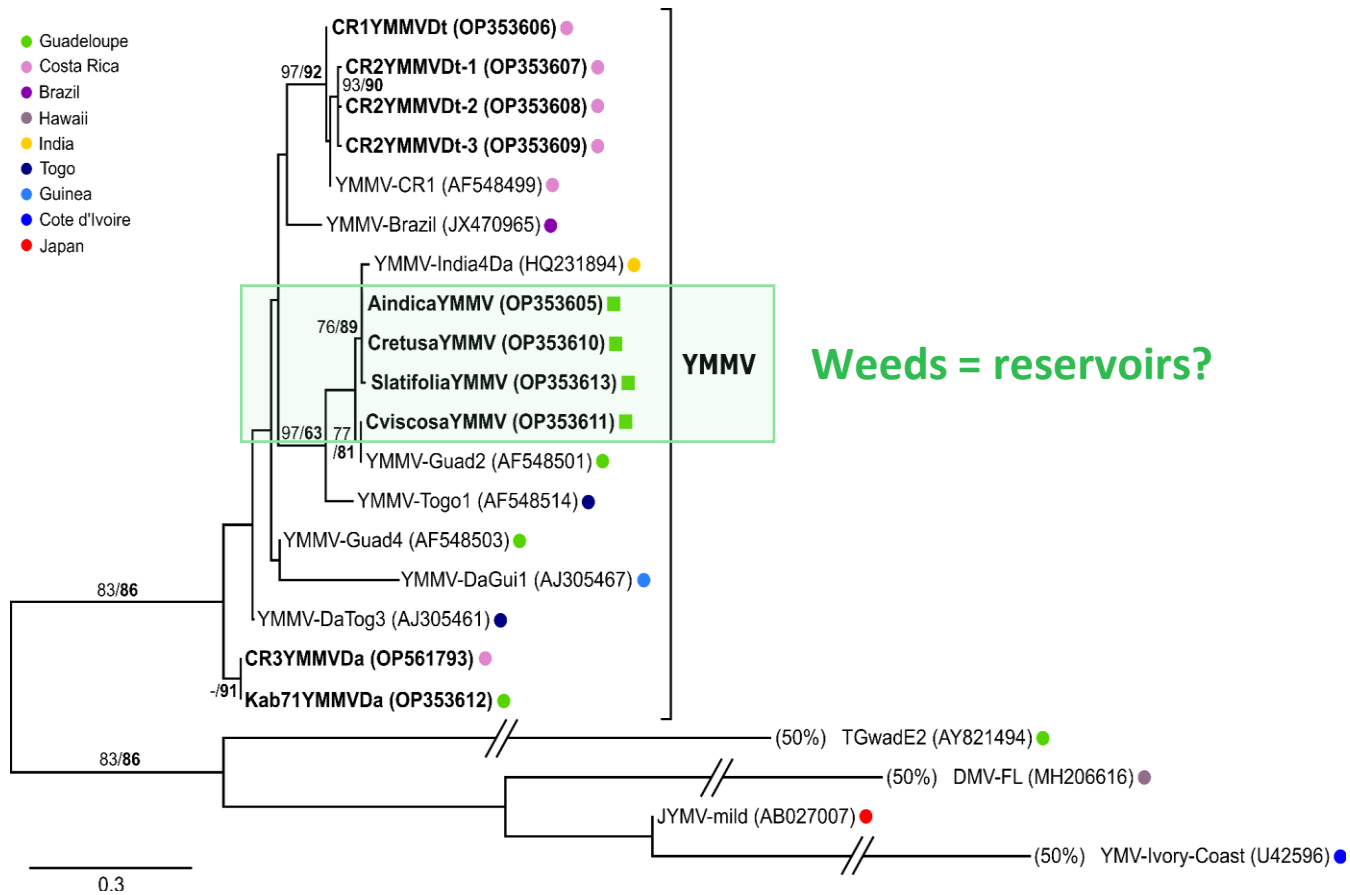 Guadeloupe
Costa Rica
Brazil
Hawaii
India
Togo
Guinea
Cote d'Ivoire
Japan
CR1YMMVDt (OP353606)
97/92
CR2YMMVDt-1 (OP353607)
93/90
CR2YMMVDt-2 (OP353608)
CR2YMMVDt-3 (OP353609)
YMMV-CR1 (AF548499)
YMMV-Brazil (JX470965)
YMMV-India4Da (HQ231894)
AindicaYMMV (OP353605)
76/89
CretusaYMMV (OP353610)
SlatifoliaYMMV (OP353613)
YMMV
Weeds = reservoirs?
CviscosaYMMV (OP353611)
97/63
77
/81
YMMV-Guad2 (AF548501)
YMMV-Togo1 (AF548514)
YMMV-Guad4 (AF548503)
YMMV-DaGui1 (AJ305467)
83/86
YMMV-DaTog3 (AJ305461)
CR3YMMVDa (OP561793)
-/91
Kab71YMMVDa (OP353612)
(50%) TGwadE2 (AY821494)
83/86
(50%) DMV-FL (MH206616)
JYMV-mild (AB027007)
(50%) YMV-Ivory-Coast (U42596)
0.3